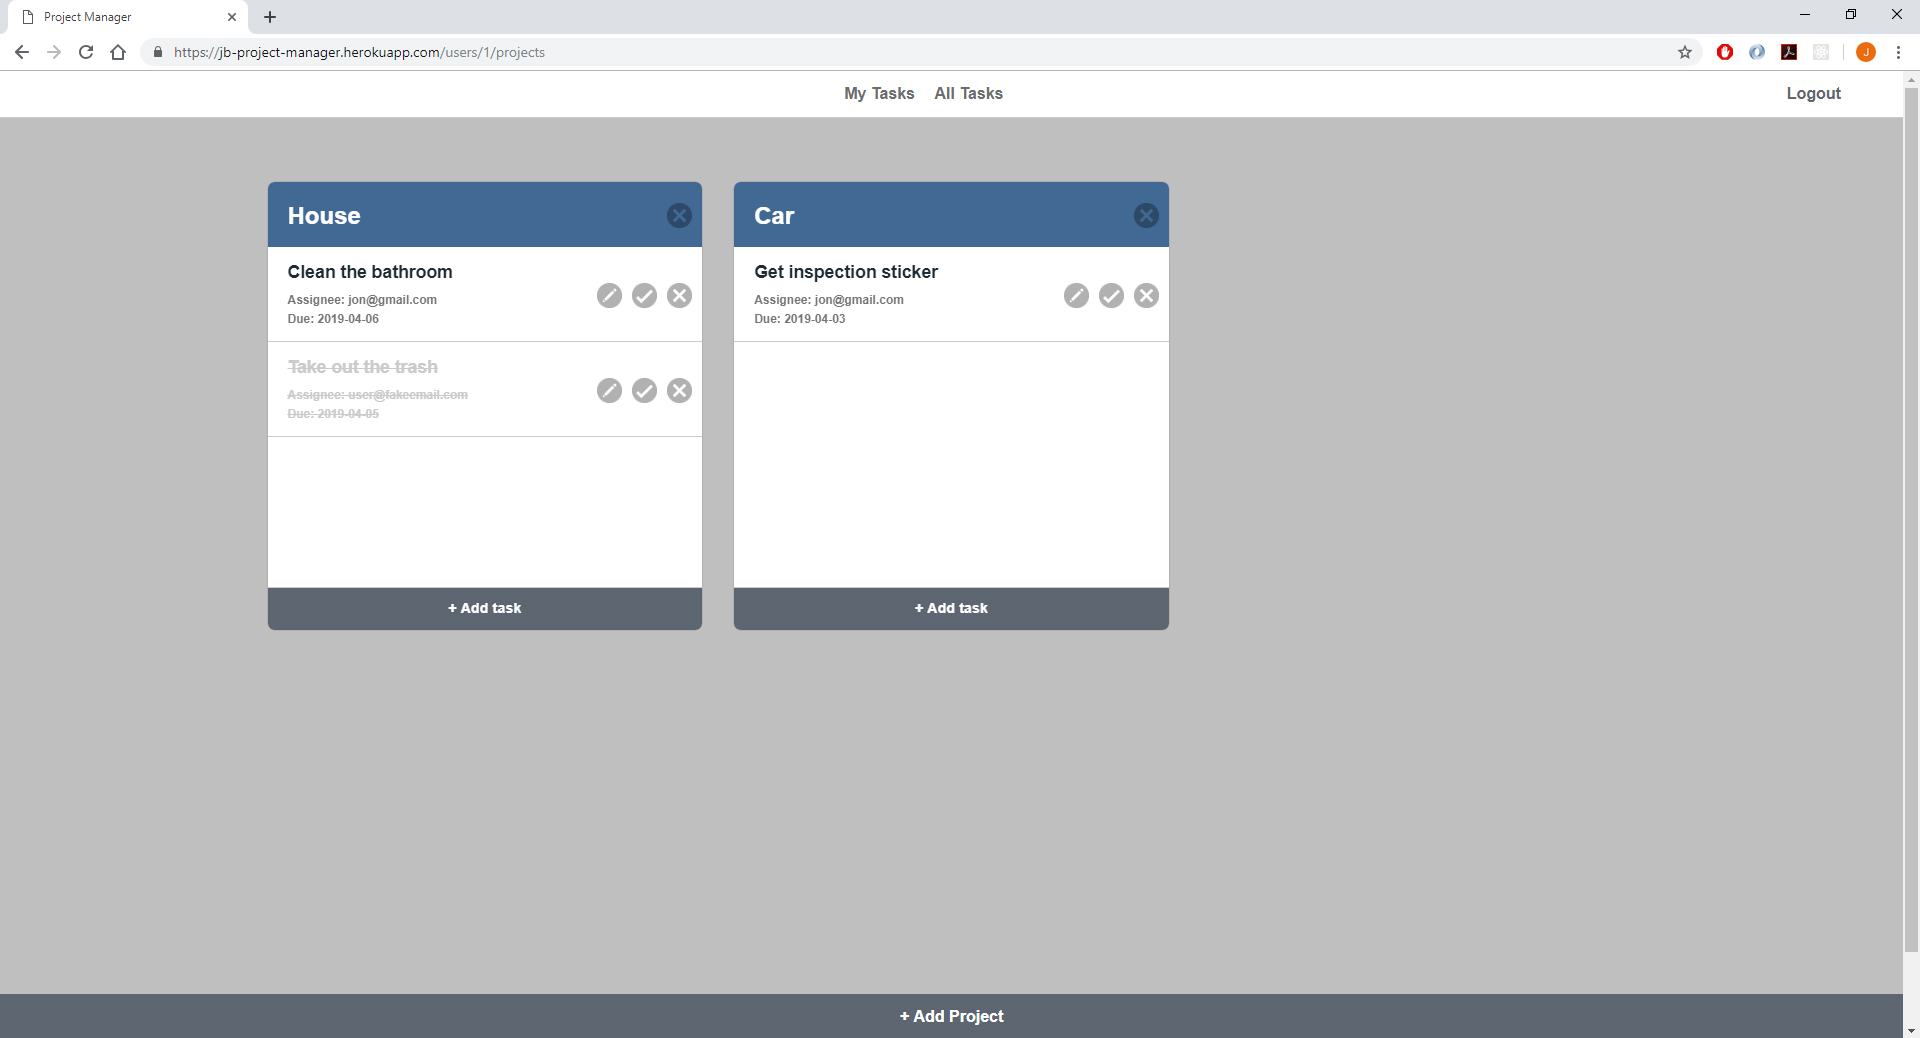 Project Manager
https://jb-project-manager.herokuapp.com/users/1/projects
J
My Tasks All Tasks Logout
House
Clean the bathroom
Assignee: jon@gmail.com
Due: 2019-04-06
Take out the trash
Assignee: user@fakeemail.com
Due: 2019-04-05
+ Add task
Car
Get inspection sticker
Assignee: jon@gmail.com
Due: 2019-04-03
+ Add task
+ Add Project